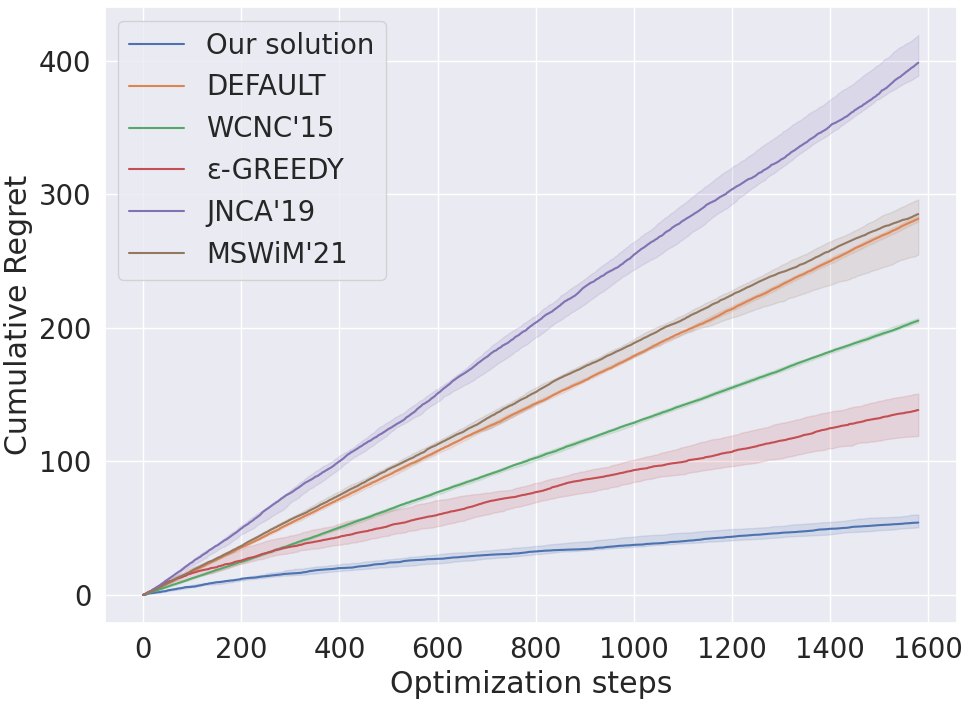 Our solution
DEFAULT
WCNC'15
ε-GREEDY
JNCA'19
MSWiM'21
Cumulative Regret
400
300
200
100
0
0 200 400 600 800 1000 1200 1400 1600
Optimization steps